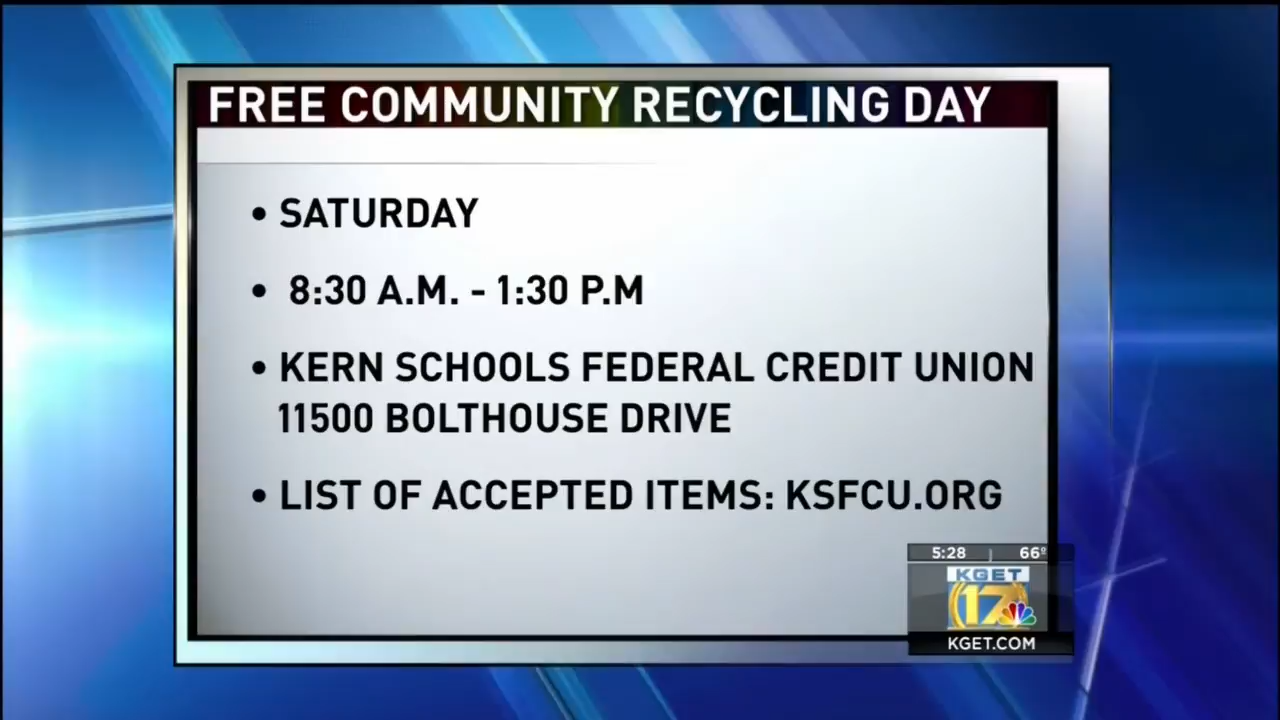 FREE COMMUNITY RECYCLING DAY
• SATURDAY
• 8:30 A.M. - 1:30 P.M
• KERN SCHOOLS FEDERAL CREDIT UNION
11500 BOLTHOUSE DRIVE
• LIST OF ACCEPTED ITEMS: KSFCU.ORG
5:28 | 66º
KGET
17
KGET.COM